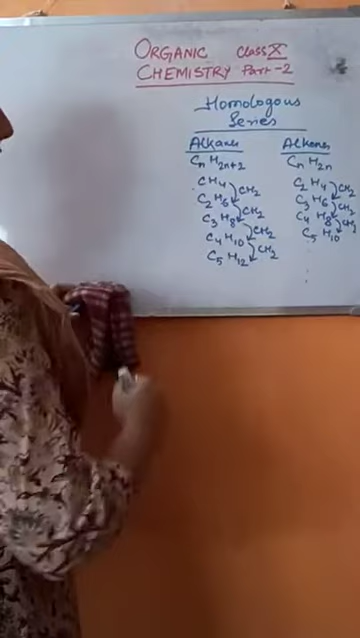 ORGANIC Class X
CHEMISTRY Part-2
Homologous
Series
Alkanes
CnH2n+2
CH4
C2H6
C3H8
C4H10
C5H12
CH2
CH2
CH2
CH2
Alkenes
CnH2n
C2H4
C3H6
C4H8
C5H10
CH2
CH2
CH2